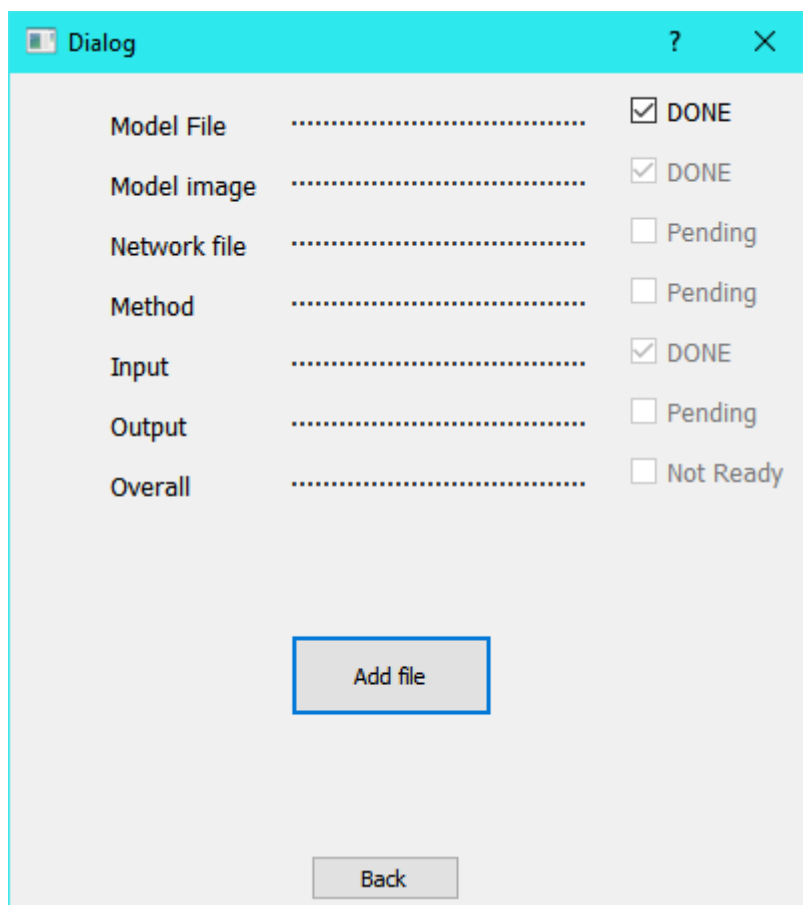 Dialog ?
Model File ..................................... DONE
Model image ..................................... DONE
Network file ..................................... Pending
Method ..................................... Pending
Input ..................................... DONE
Output ..................................... Pending
Overall ..................................... Not Ready
Add file
Back